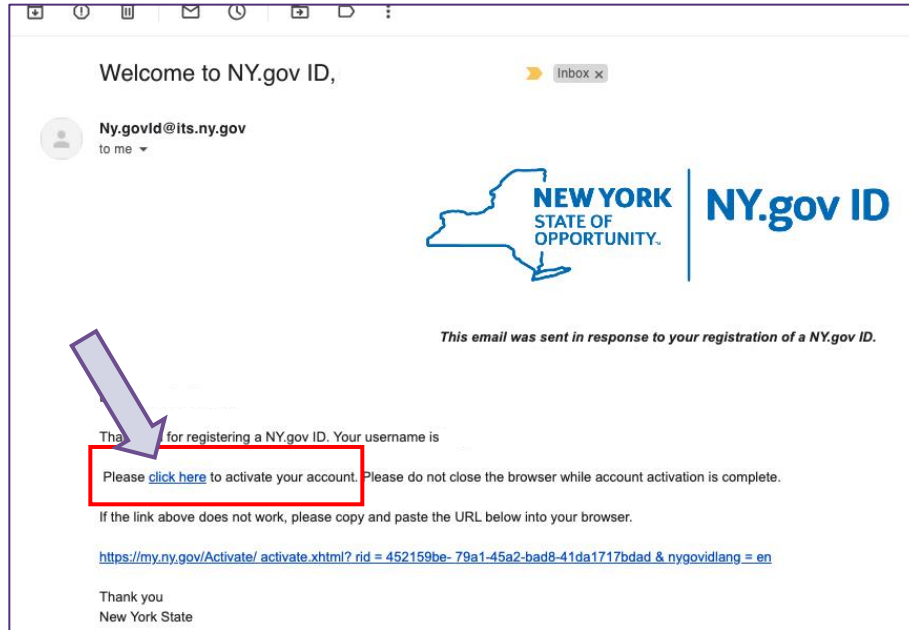 Welcome to NY.gov ID,
Inbox x
Ny.govId@its.ny.gov
to me
NEW YORK
STATE OF
OPPORTUNITY™
NY.gov ID
This email was sent in response to your registration of a NY.gov ID.
for registering a NY.gov ID. Your username is
Please click here to activate your account. Please do not close the browser while account activation is complete.
If the link above does not work, please copy and paste the URL below into your browser.
https://my.ny.gov/Activate/ activate.xhtml? rid = 452159be- 79a1-45a2-bad8-41da1717bdad & nygovidlang = en
Thank you
New York State